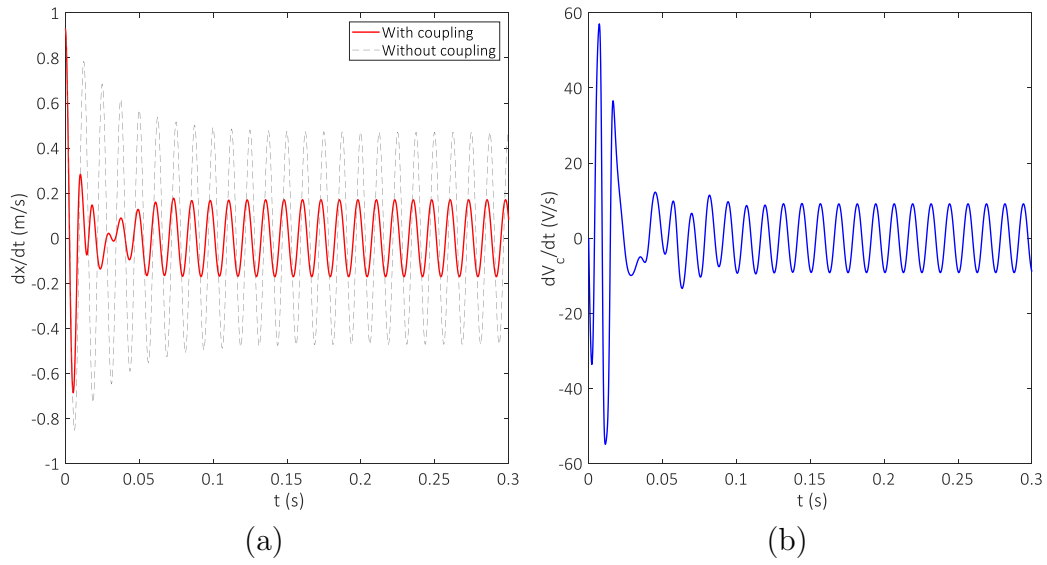 1
0.8
0.6
0.4
0.2
0
-0.2
-0.4
-0.6
-0.8
-1
dx/dt (m/s)
With coupling
Without coupling
0 0.05 0.1 0.15 0.2 0.25 0.3
t (s)
(a)
60
40
20
0
-20
-40
-60
dV_c/dt (V/s)
0 0.05 0.1 0.15 0.2 0.25 0.3
t (s)
(b)